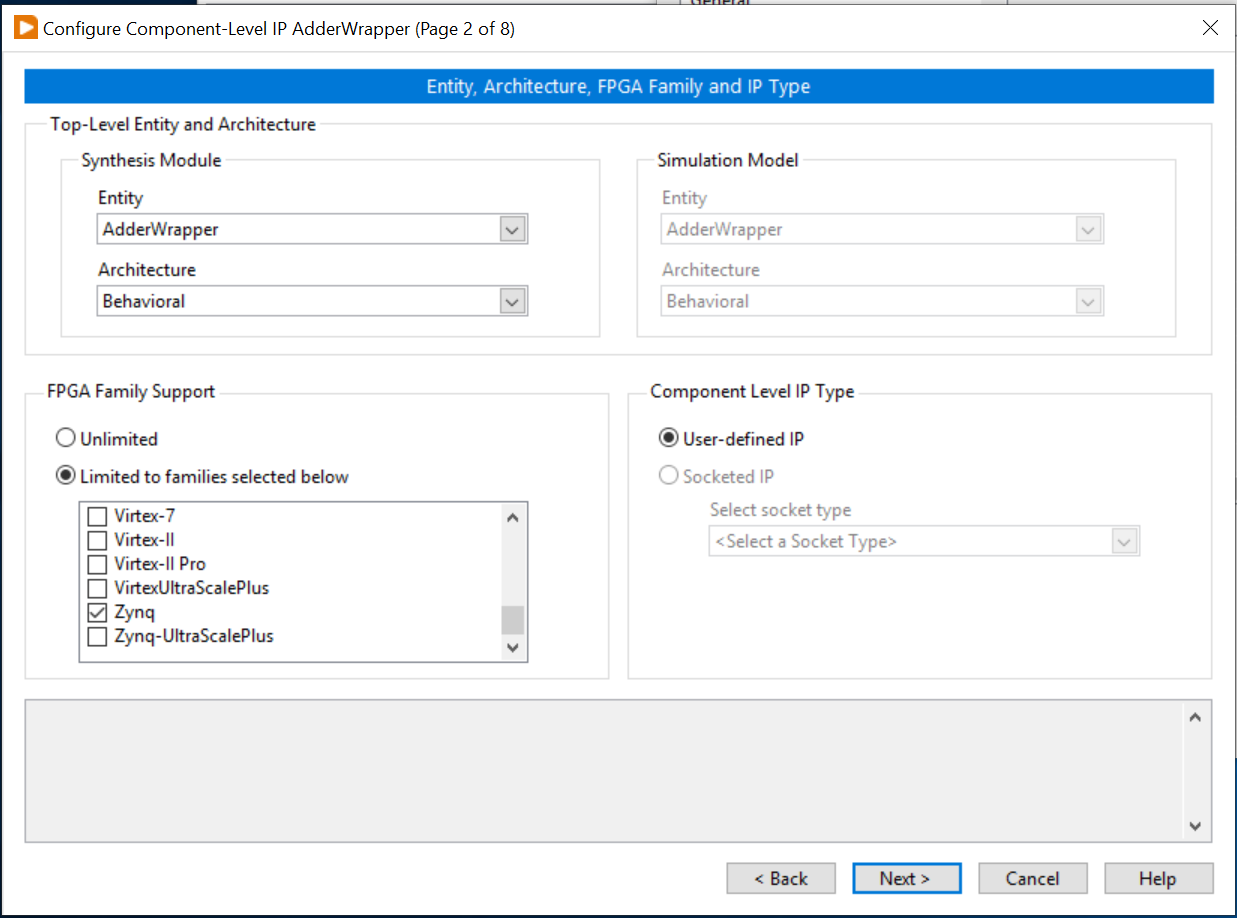 General
Configure Component-Level IP AdderWrapper (Page 2 of 8)
Entity, Architecture, FPGA Family and IP Type
Top-Level Entity and Architecture
Synthesis Module
Entity
AdderWrapper
Architecture
Behavioral
Simulation Model
Entity
AdderWrapper
Architecture
Behavioral
FPGA Family Support
Unlimited
Limited to families selected below
Virtex-7
Virtex-II
Virtex-II Pro
VirtexUltraScalePlus
Zynq
Zynq-UltraScalePlus
Component Level IP Type
User-defined IP
Socketed IP
Select socket type
<Select a Socket Type>
< Back
Next >
Cancel
Help